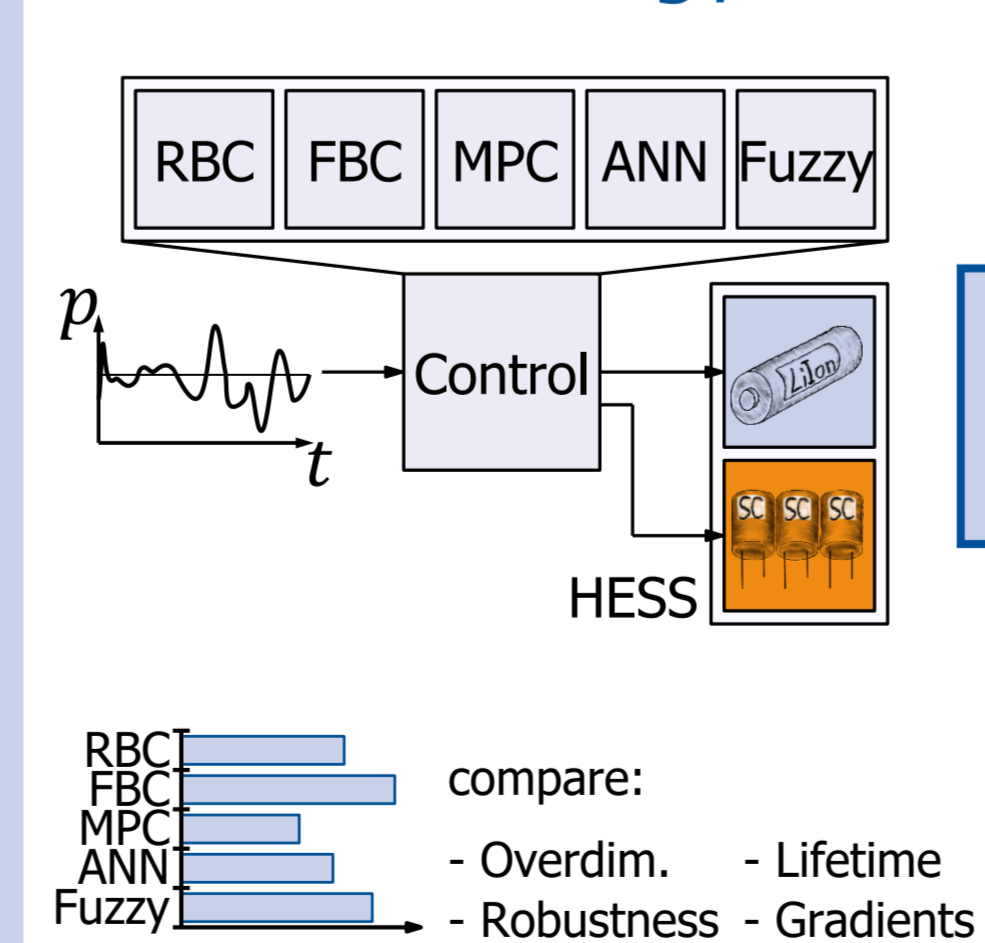 RBC FBC MPC ANN Fuzzy
p
Control
LiIon
t
SC SC SC
HESS
RBC
FBC
MPC
ANN
Fuzzy
compare:
- Overdim. - Lifetime
- Robustness - Gradients